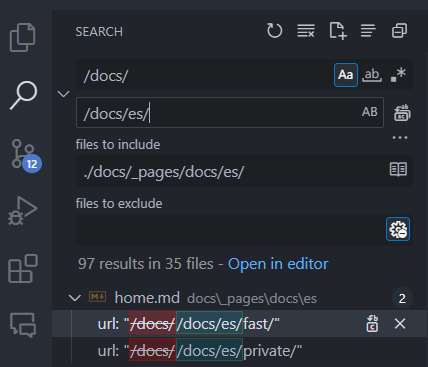 SEARCH
/docs/
Aa
ab
.*
/docs/es/
AB
files to include
...
./docs/_pages/docs/es/
12
files to exclude
97 results in 35 files - Open in editor
home.md docs\_pages\docs\es 2
url: "/docs//docs/es/fast/"
url: "/docs//docs/es/private/"